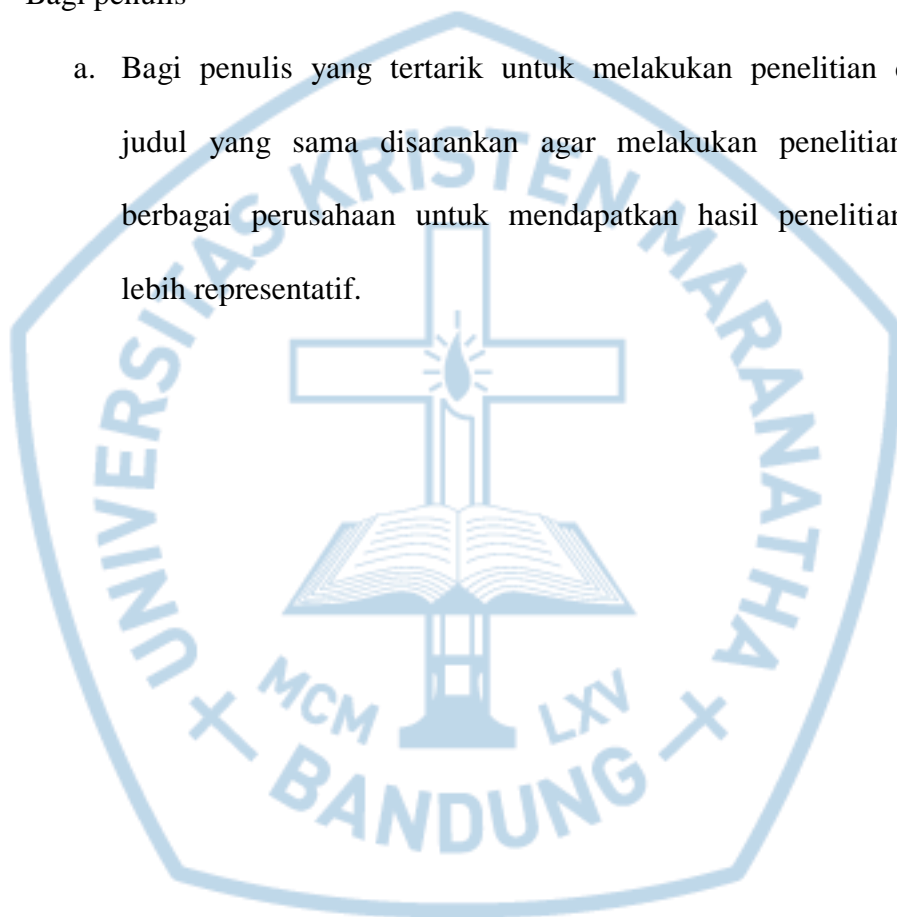 Bagi penulis
a. Bagi penulis yang tertarik untuk melakukan penelitian
judul yang sama disarankan agar melakukan penelitian
berbagai perusahaan untuk mendapatkan hasil penelitian
lebih representatif.
UNIVERSITAS KRISTEN MARANATHA
MCM LXV
BANDUNG